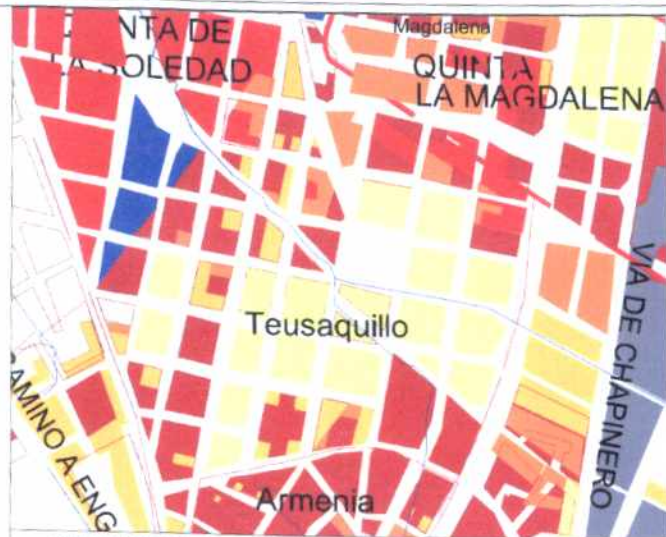 NTA DE
LA SOLEDAD
Magdalena
QUINTA
LA MAGDALENA
Teusaquillo
VIA DE CHAPINERO
AMINO A ENG
Armenia